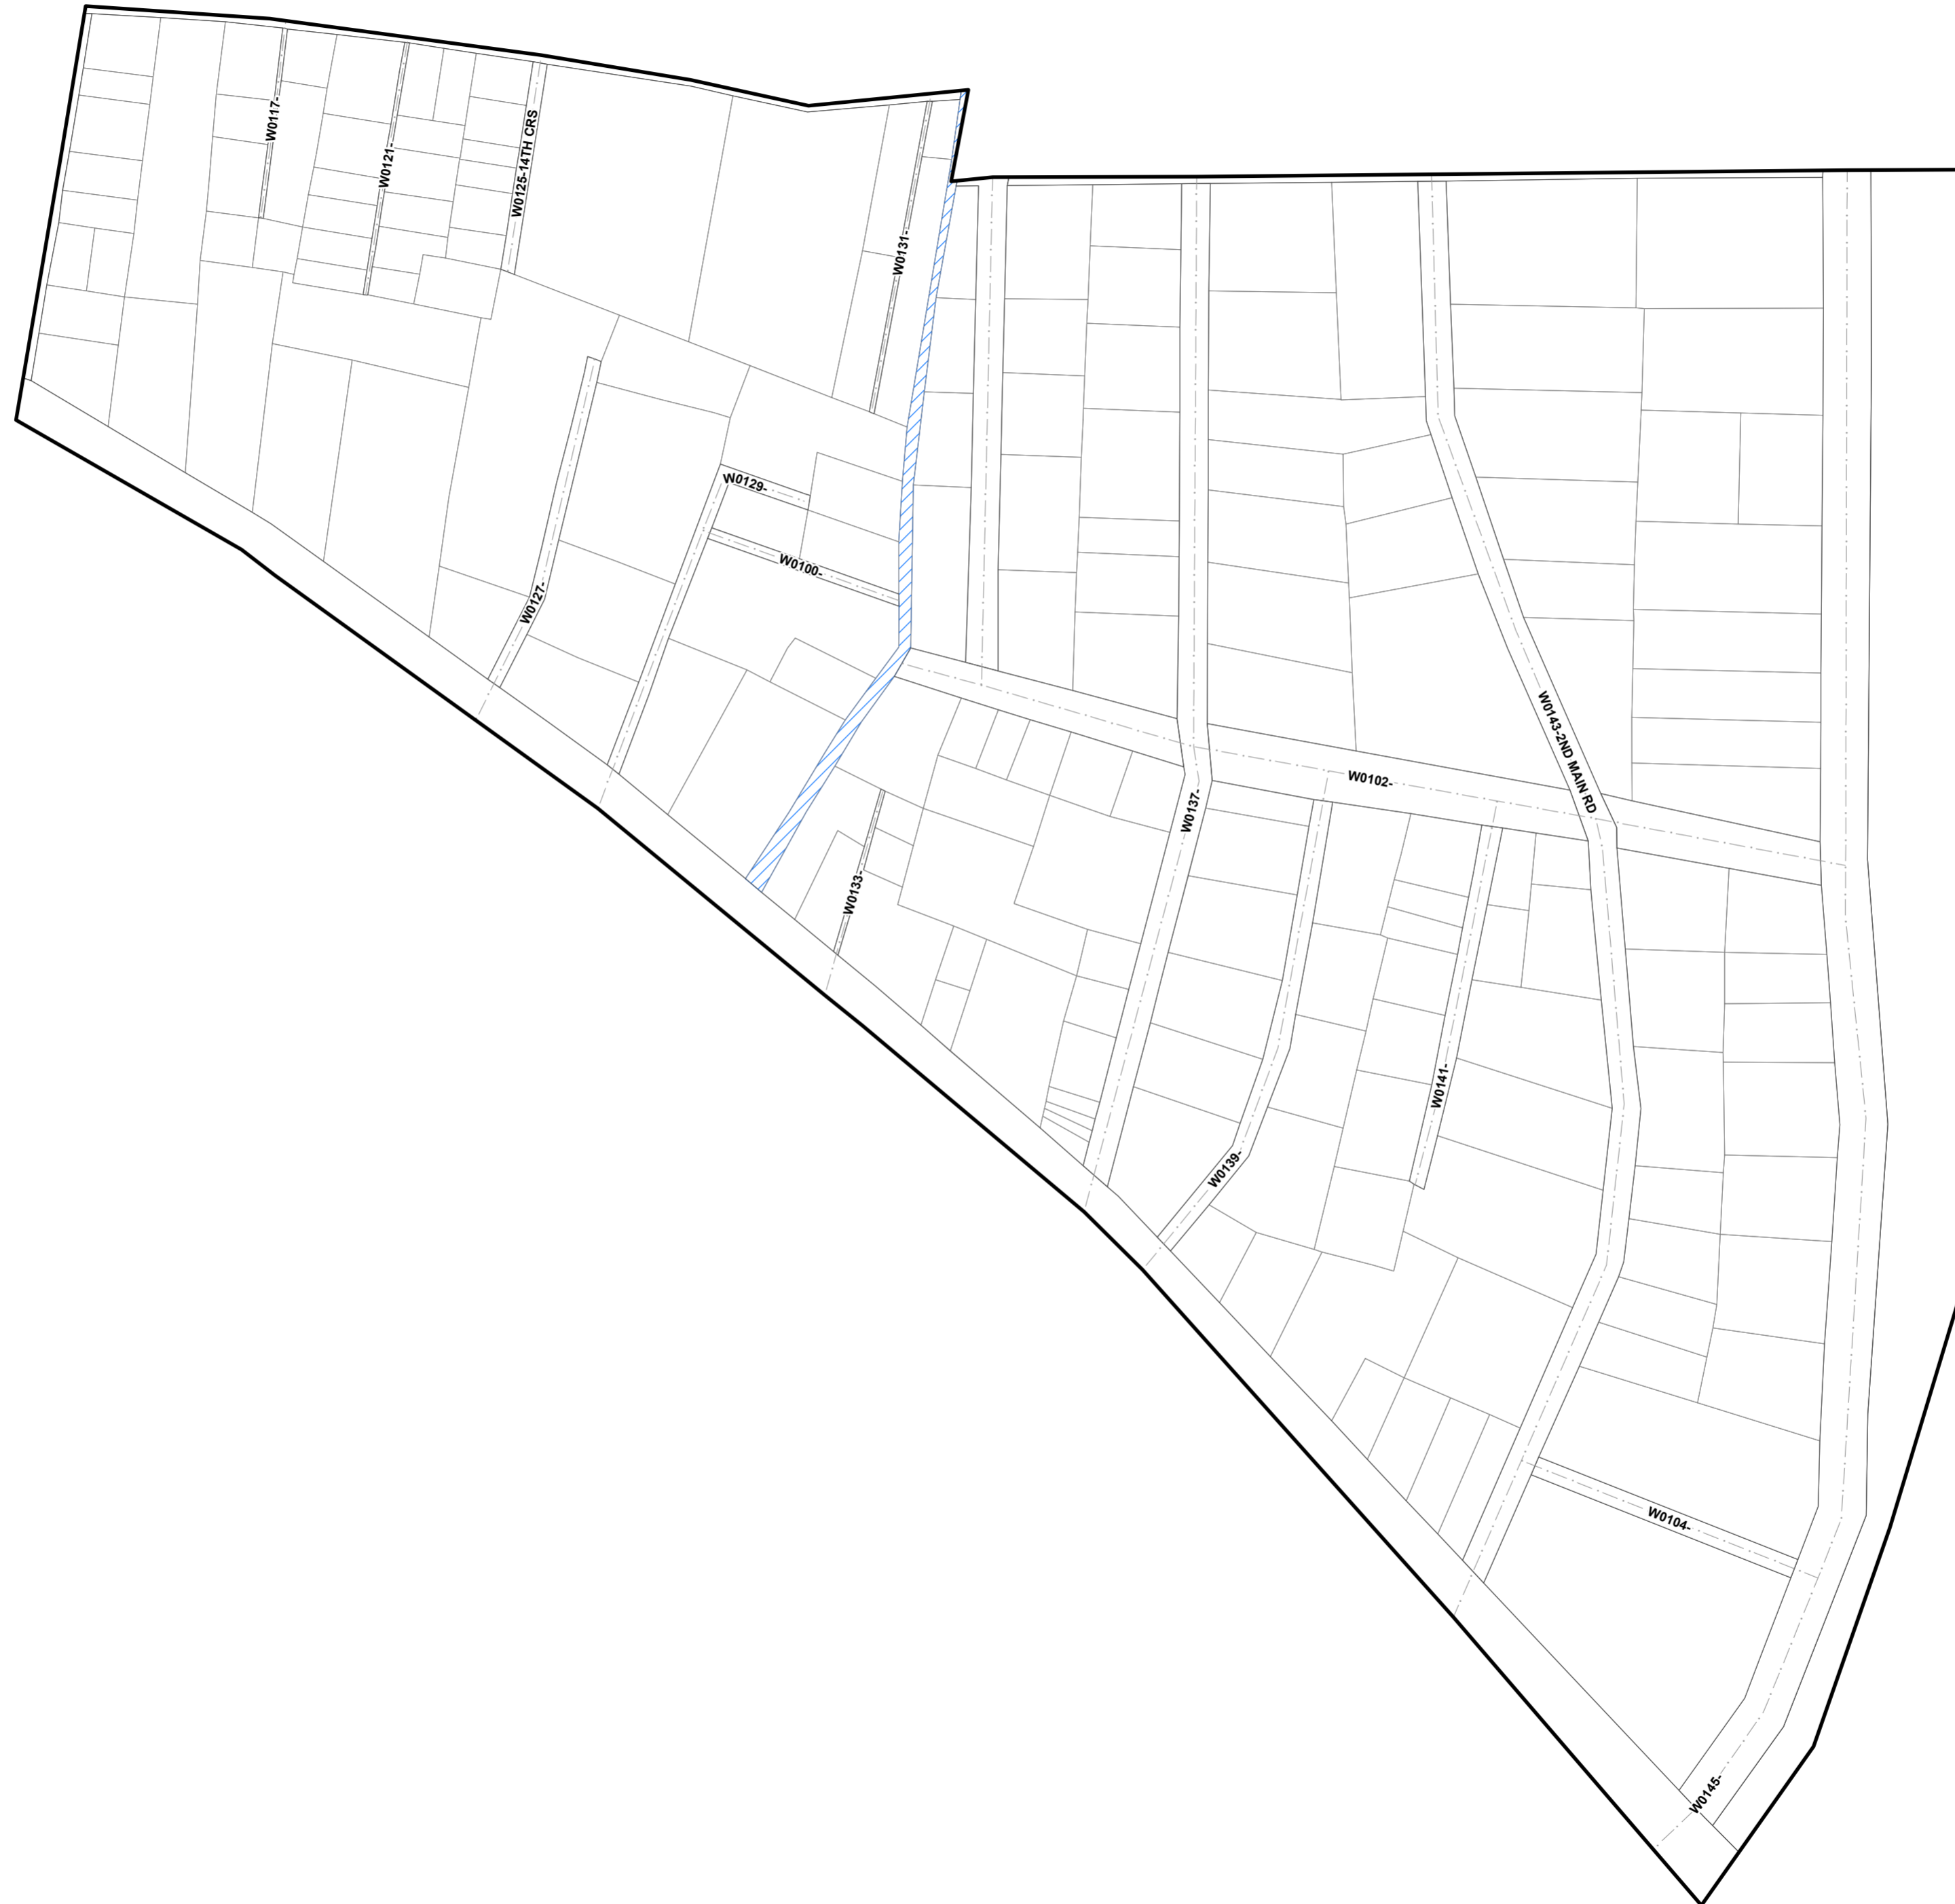 W0117-
W0121-
W0125-14TH CRS
W0131-
W0129-
W0100-
W0127-
W0143-2ND MAIN RD
W0102-
W0137-
W0133-
W0141-
W0139-
W0104-
W0145-